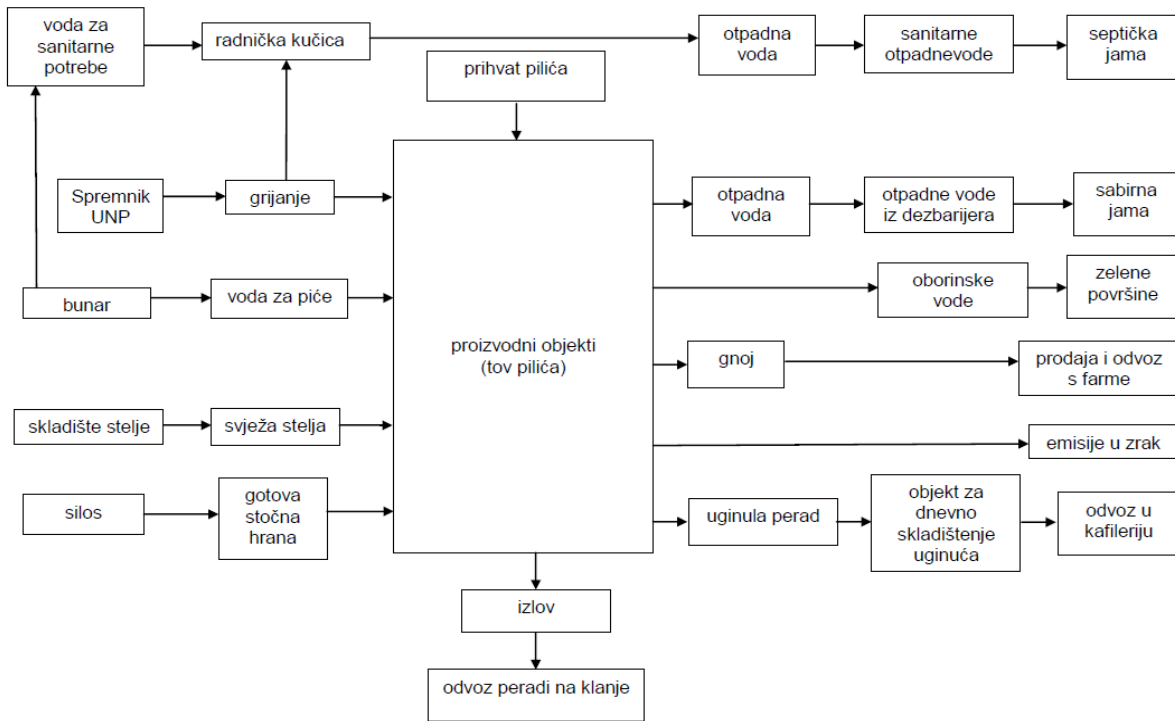 voda za
sanitarne
potrebe
radnička kučica
otpadna
voda
sanitarne
otpadnevode
septička
jama
prihvat pilića
Spremnik
UNP
grijanje
otpadna
voda
otpadne vode
iz dezbarijera
sabirna
jama
bunar
voda za piće
oborinske
vode
zelene
površine
proizvodni objekti
(tov pilića)
gnoj
prodaja i odvoz
s farme
skladište stelje
svježa stelja
emisije u zrak
silos
gotova
stočna
hrana
uginula perad
objekt za
dnevno
skladištenje
uginuća
odvoz u
kafileriju
izlov
odvoz peradi na klanje